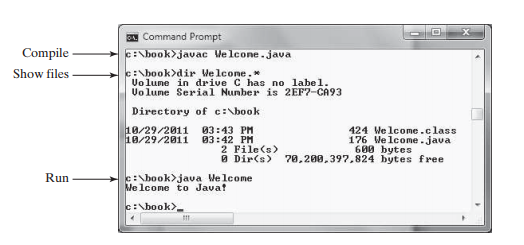 Command Prompt
Compile
c:\book>javac Welcome.java
Show files
c:\book>dir Welcome.*
Volume in drive C has no label.
Volume Serial Number is 2EF7-CA93
Directory of c:\book
10/29/2011 03:43 PM 424 Welcome.class
10/29/2011 03:42 PM 176 Welcome.java
2 File(s) 600 bytes
0 Dir(s) 70,200,397,824 bytes free
Run
c:\book>java Welcome
Welcome to Java!
c:\book>_